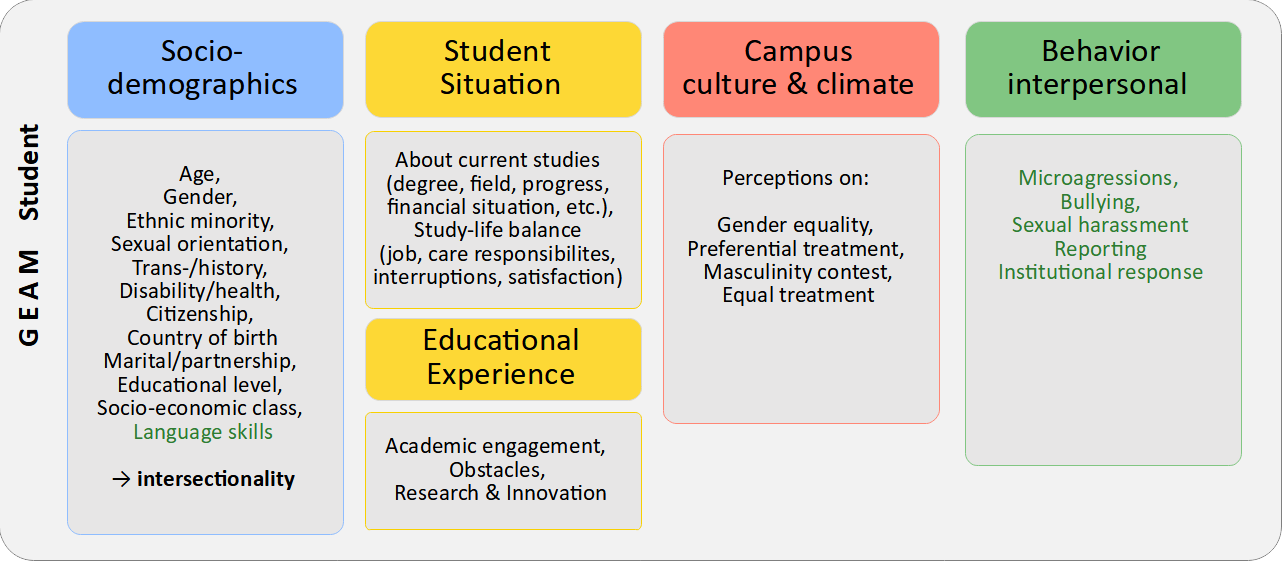 GEAM Student
Socio-
demographics
Age,
Gender,
Ethnic minority,
Sexual orientation,
Trans-/history,
Disability/health,
Citizenship,
Country of birth
Marital/partnership,
Educational level,
Socio-economic class,
Language skills
→ intersectionality
Student
Situation
About current studies
(degree, field, progress,
financial situation, etc.),
Study-life balance
(job, care responsibilites,
interruptions, satisfaction)
Educational
Experience
Academic engagement,
Obstacles,
Research & Innovation
Campus
culture & climate
Perceptions on:
Gender equality,
Preferential treatment,
Masculinity contest,
Equal treatment
Behavior
interpersonal
Microagressions,
Bullying,
Sexual harassment
Reporting
Institutional response